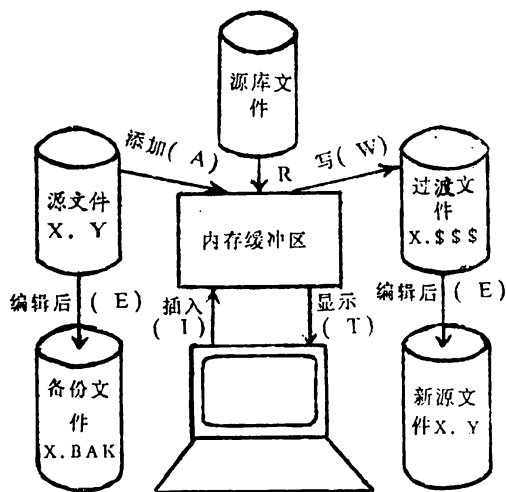 源库文
件
添加( A )
R
写( W )
源文件
X. Y
内存缓冲区
过渡文
件
X.$$$
编辑后 ( E )
插入
( I )
显示
( T )
编辑后 ( E )
备份文
件
X.BAK
新源文
件X. Y